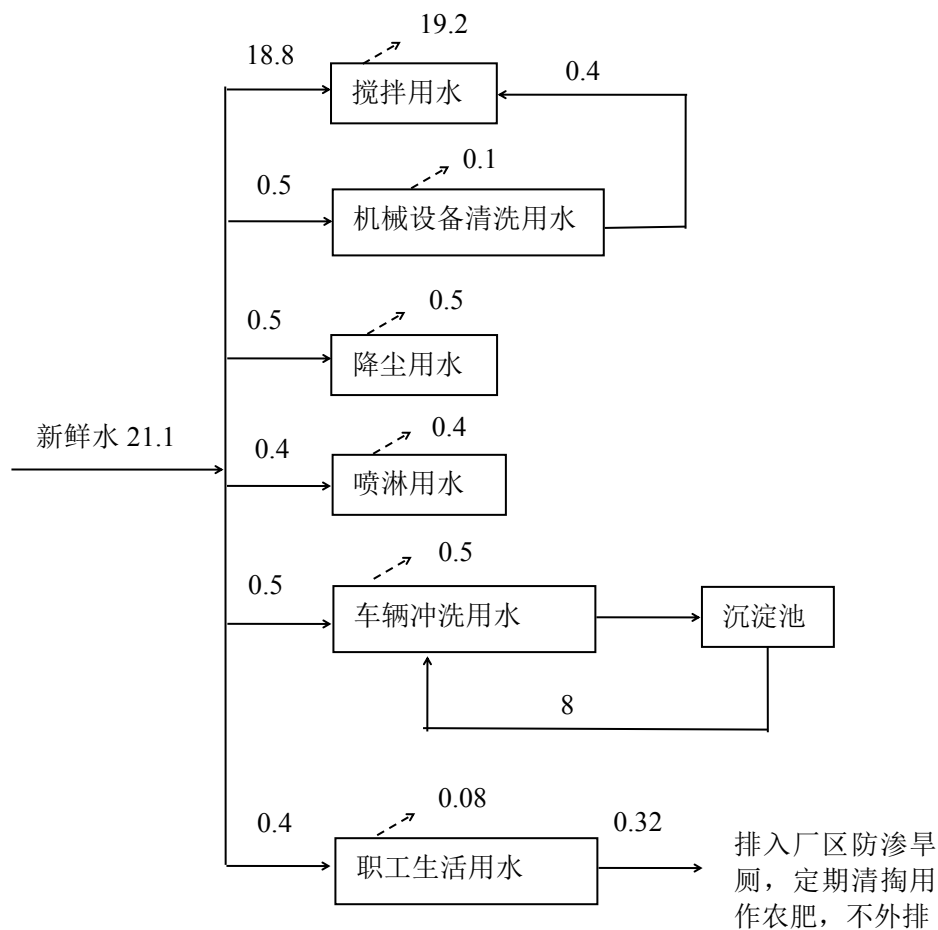 19.2
18.8
搅拌用水
0.4
0.1
0.5
机械设备清洗用水
0.5
0.5
降尘用水
新鲜水 21.1
0.4
0.4
喷淋用水
0.5
0.5
车辆冲洗用水
沉淀池
8
0.08
0.4
0.32
职工生活用水
排入厂区防渗旱
厕，定期清掏用
作农肥，不外排